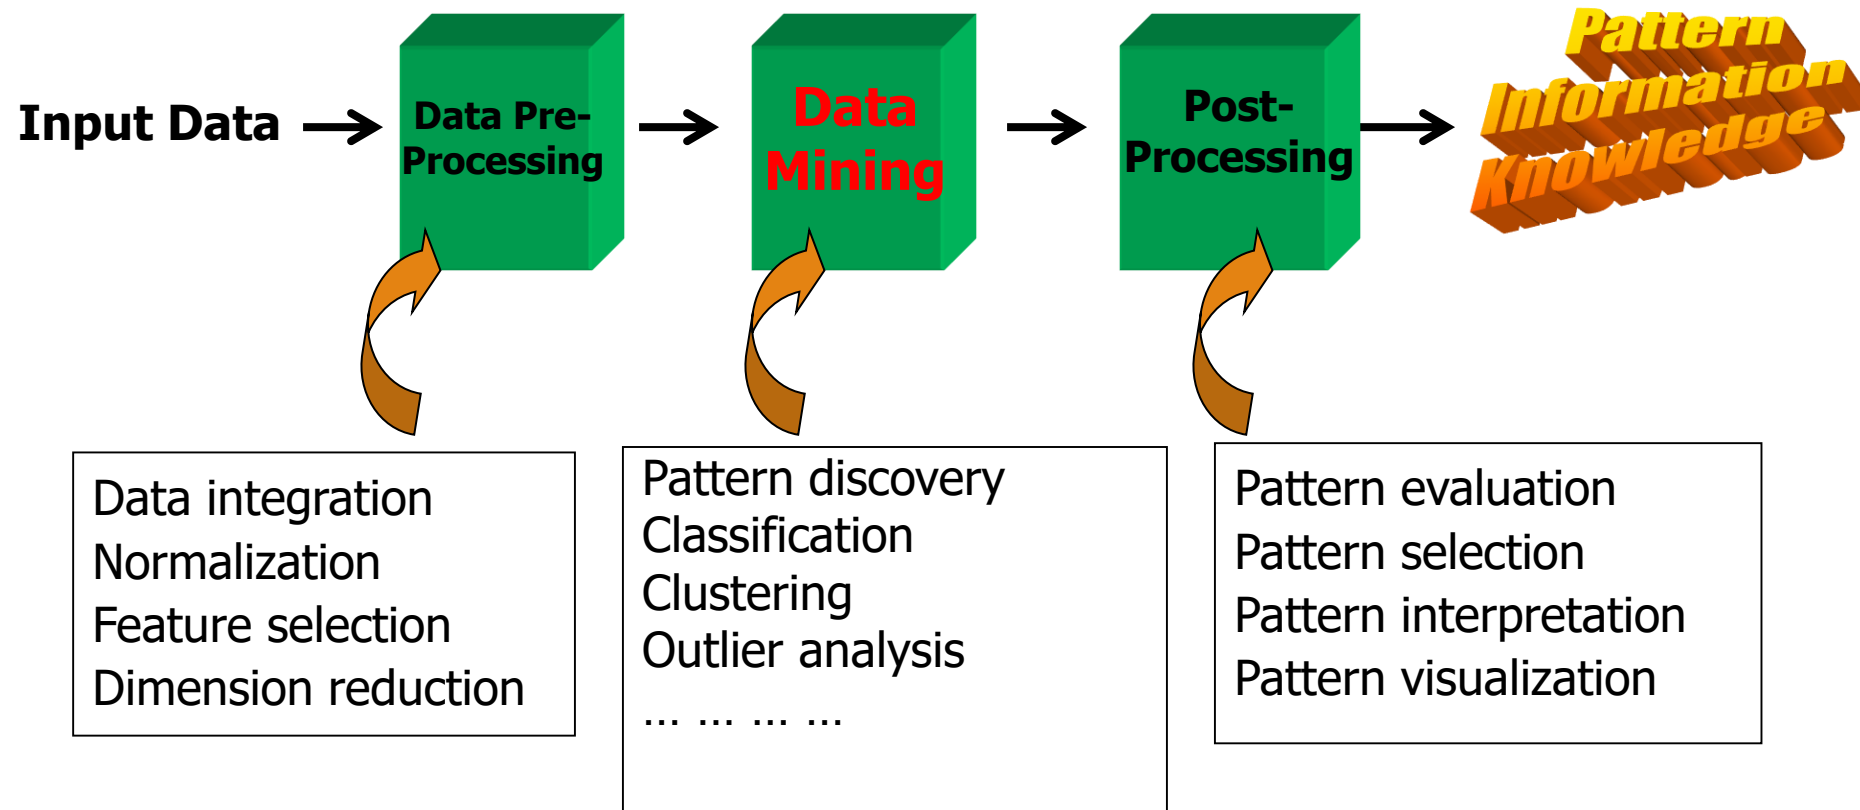 Input Data
Data Pre-
Processing
Data
Mining
Post-
Processing
Pattern
Information
Knowledge
Data integration
Normalization
Feature selection
Dimension reduction
Pattern discovery
Classification
Clustering
Outlier analysis
… … … …
Pattern evaluation
Pattern selection
Pattern interpretation
Pattern visualization